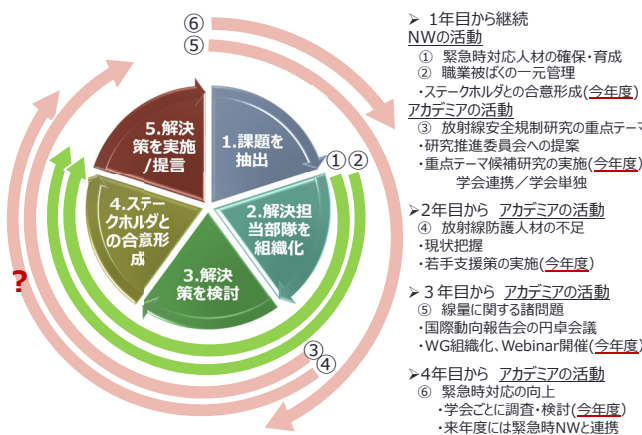 ⑥
⑤
5.解決
策を実施
/提言
1.課題を
抽出
① ②
4.ステー
クホルダと
の合意形
成
2.解決担
当部隊を
組織化
3.解決
策を検討
?
③
④
➢ 1年目から継続
NWの活動
① 緊急時対応人材の確保・育成
② 職業被ばくの一元管理
・ステークホルダとの合意形成(今年度)
アカデミアの活動
③ 放射線安全規制研究の重点テーマ
・研究推進委員会への提案
・重点テーマ候補研究の実施(今年度)
学会連携／学会単独
➢2年目から アカデミアの活動
④ 放射線防護人材の不足
・現状把握
・若手支援策の実施(今年度)
➢３年目から アカデミアの活動
⑤ 線量に関する諸問題
・国際動向報告会の円卓会議
・WG組織化、Webinar開催(今年度)
➢4年目から アカデミアの活動
⑥ 緊急時対応の向上
・学会ごとに調査・検討(今年度)
・来年度には緊急時NWと連携